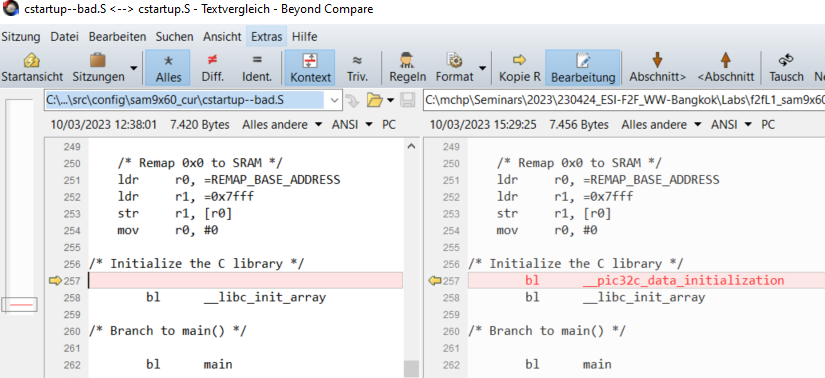 cstartup--bad.S <--> cstartup.S - Textvergleich - Beyond Compare
Sitzung Datei Bearbeiten Suchen Ansicht Extras Hilfe
Startansicht Sitzungen * Alles ≠ Diff. = Ident. Kontext ≈ Triv. Regeln Format Kopie R Bearbeitung Abschnitt> <Abschnitt Tausch Ne
C:\...\src\config\sam9x60_cur\cstartup--bad.S
10/03/2023 12:38:01 7.420 Bytes Alles andere ANSI PC
249
250 /* Remap 0x0 to SRAM */
251 ldr r0, =REMAP_BASE_ADDRESS
252 ldr r1, =0x7fff
253 str r1, [r0]
254 mov r0, #0
255
256 /* Initialize the C library */
257
258 bl __libc_init_array
259
260 /* Branch to main() */
261
262 bl main
C:\mchp\Seminars\2023\230424_ESI-F2F_WW-Bangkok\Labs\f2fL1_sam9x60
10/03/2023 15:29:25 7.456 Bytes Alles andere ANSI PC
249
250 /* Remap 0x0 to SRAM */
251 ldr r0, =REMAP_BASE_ADDRESS
252 ldr r1, =0x7fff
253 str r1, [r0]
254 mov r0, #0
255
256 /* Initialize the C library */
257 bl __pic32c_data_initialization
258 bl __libc_init_array
259
260 /* Branch to main() */
261
262 bl main